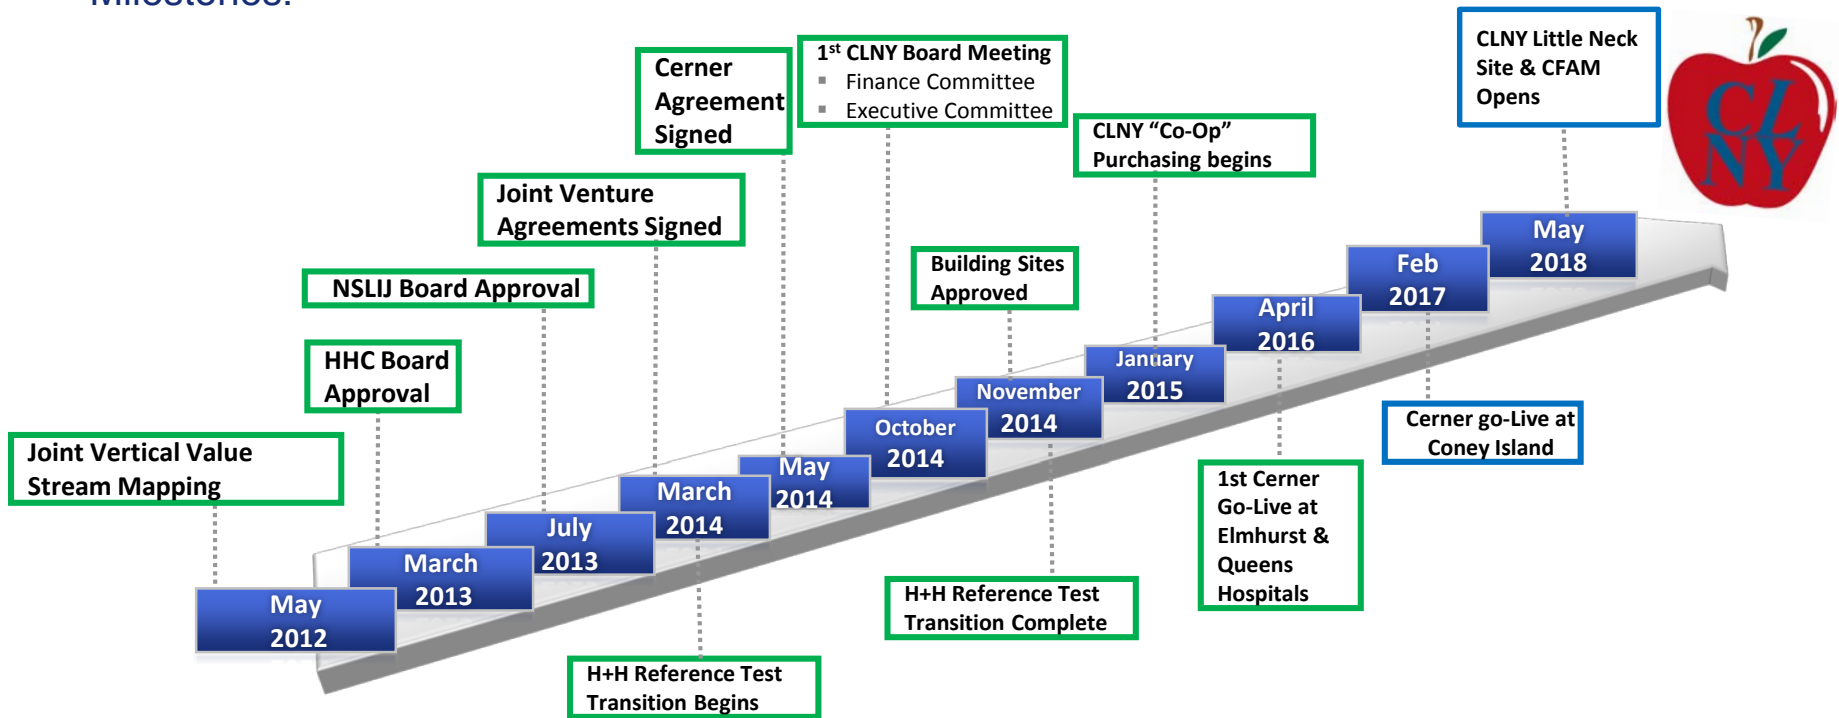 Milestones:
Joint Vertical Value
Stream Mapping
May
2012
HHC Board
Approval
March
2013
NSLIJ Board Approval
July
2013
Joint Venture
Agreements Signed
March
2014
H+H Reference Test
Transition Begins
Cerner
Agreement
Signed
May
2014
1st CLNY Board Meeting
▪ Finance Committee
▪ Executive Committee
October
2014
Building Sites
Approved
November
2014
H+H Reference Test
Transition Complete
CLNY “Co-Op”
Purchasing begins
January
2015
April
2016
1st Cerner
Go-Live at
Elmhurst &
Queens
Hospitals
Feb
2017
Cerner go-Live at
Coney Island
CLNY Little Neck
Site & CFAM
Opens
May
2018
CL
NY